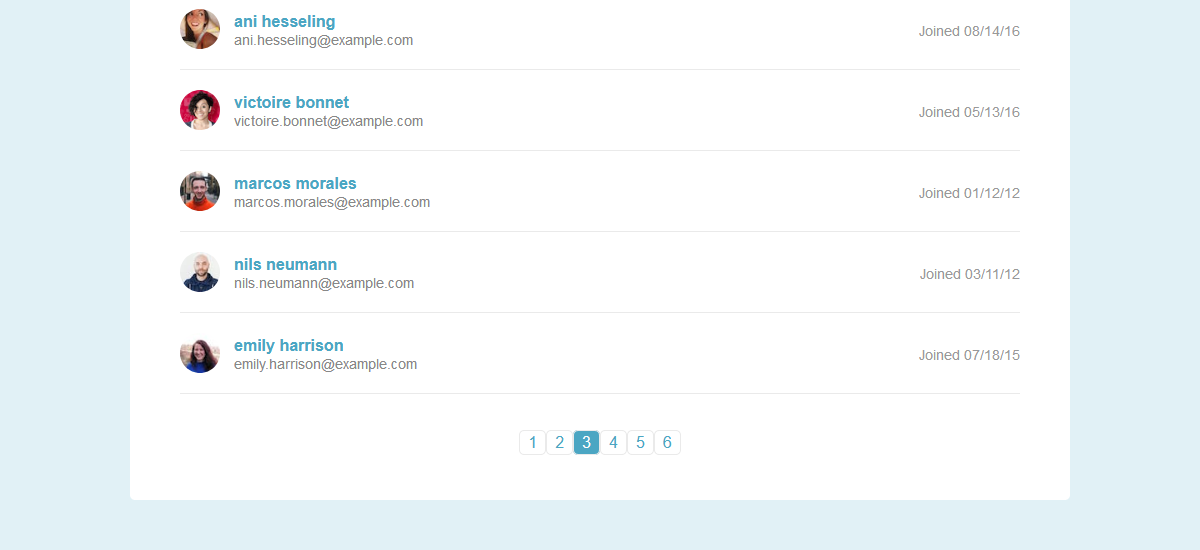 ani hesseling
ani.hesseling@example.com
Joined 08/14/16
victoire bonnet
victoire.bonnet@example.com
Joined 05/13/16
marcos morales
marcos.morales@example.com
Joined 01/12/12
nils neumann
nils.neumann@example.com
Joined 03/11/12
emily harrison
emily.harrison@example.com
Joined 07/18/15
1 2 3 4 5 6